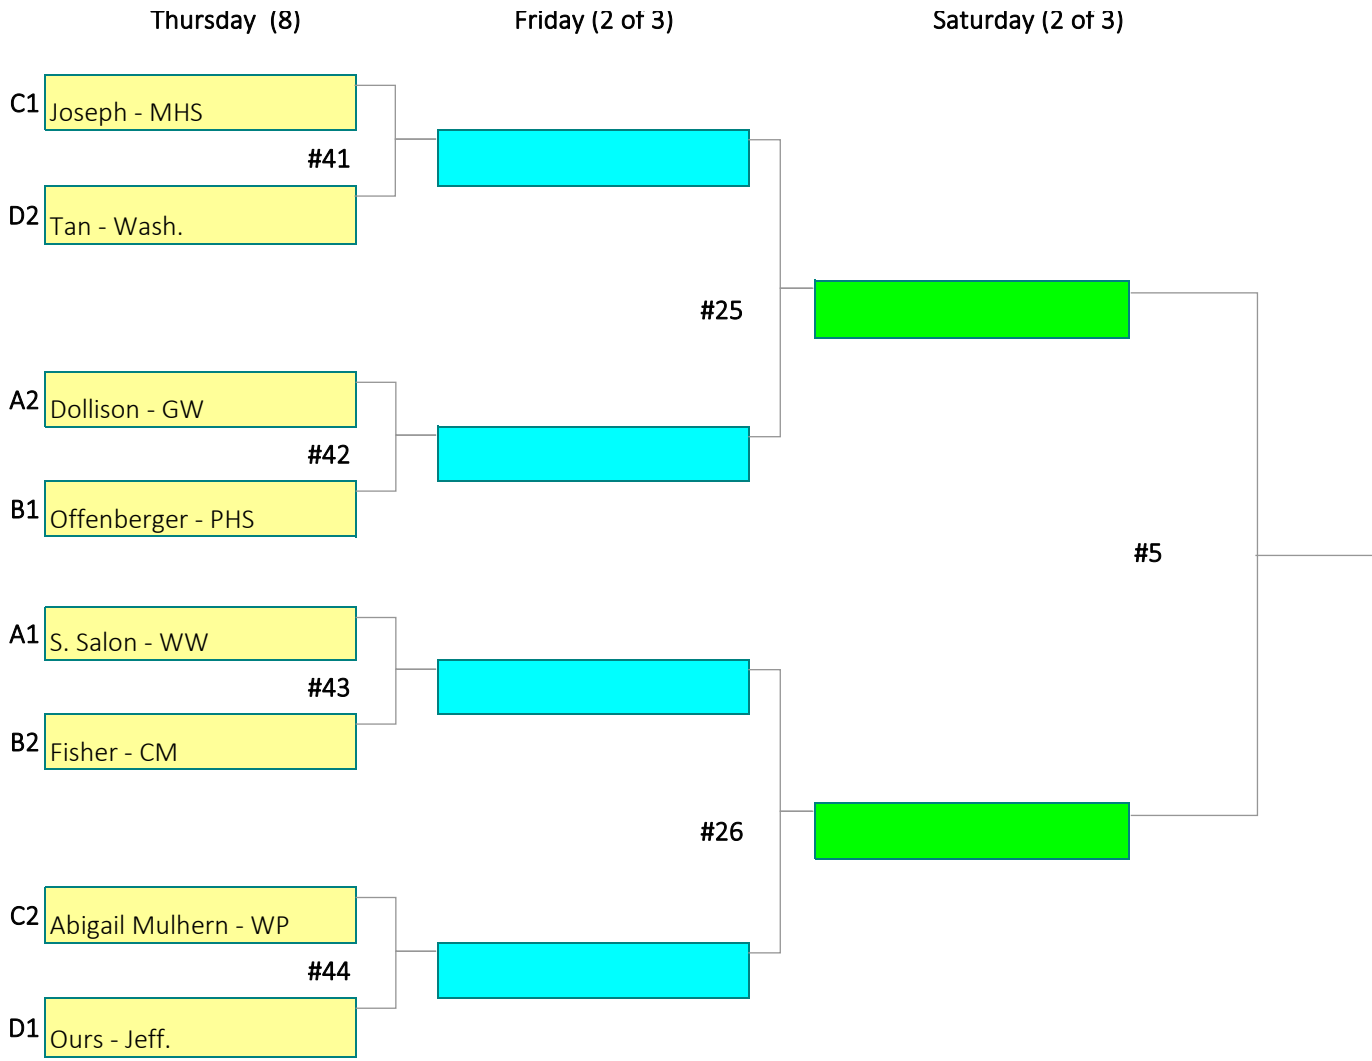 Thursday  (8)
Friday (2 of 3)
Saturday (2 of 3)
C1
Joseph - MHS
#41
D2
Tan - Wash.
#25
A2
Dollison - GW
#42
B1
Offenberger - PHS
#5
A1
S. Salon - WW
#43
B2
Fisher - CM
#26
C2
Abigail Mulhern - WP
#44
D1
Ours - Jeff.